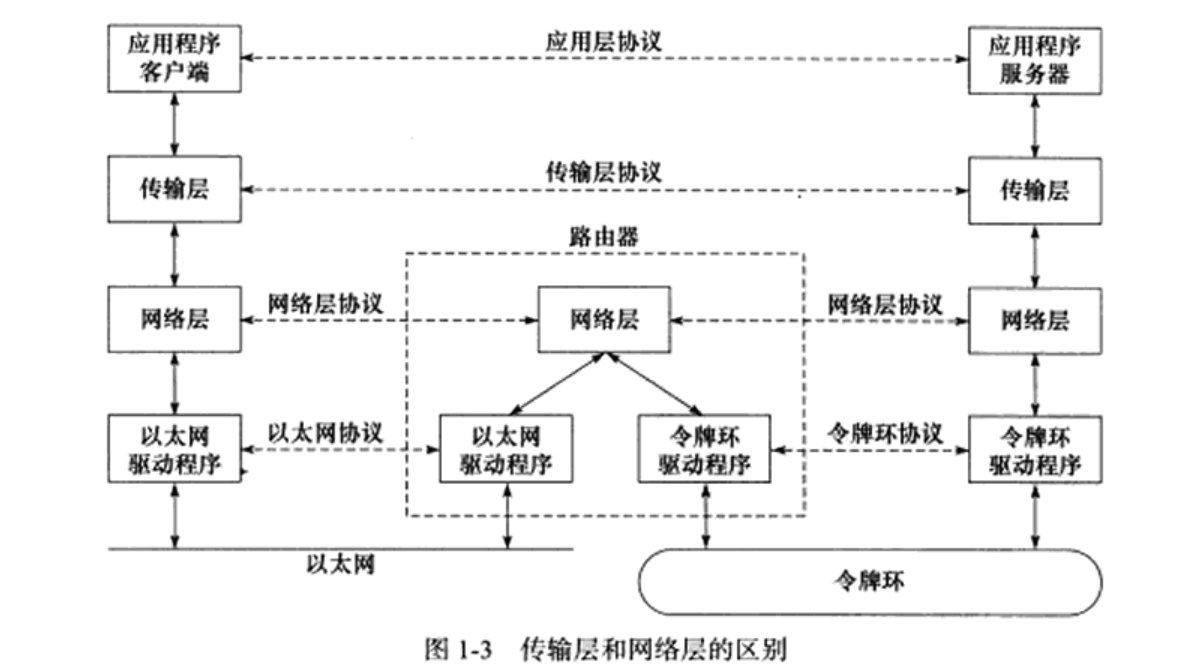 应用程序
客户端
应用层协议
应用程序
服务器
传输层
传输层协议
传输层
路由器
网络层
网络层协议
网络层
网络层协议
网络层
以太网
驱动程序
以太网协议
以太网
驱动程序
令牌环
驱动程序
令牌环协议
令牌环
驱动程序
以太网
令牌环
图 1-3 传输层和网络层的区别